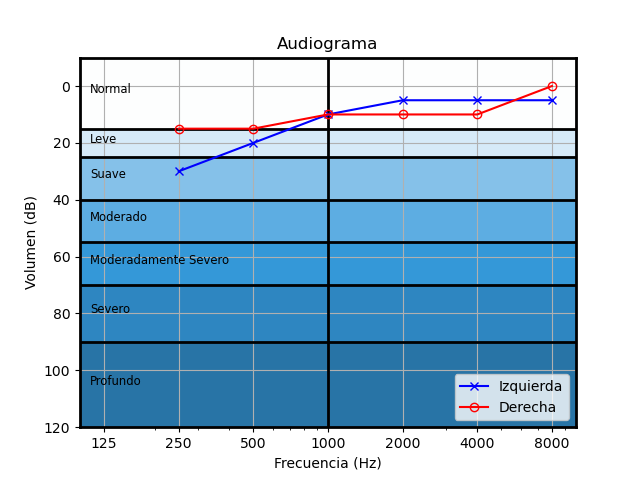 Audiograma
Volumen (dB)
0
20
40
60
80
100
120
Normal
Leve
Suave
Moderado
Moderadamente Severo
Severo
Profundo
Izquierda
Derecha
125 250 500 1000 2000 4000 8000
Frecuencia (Hz)